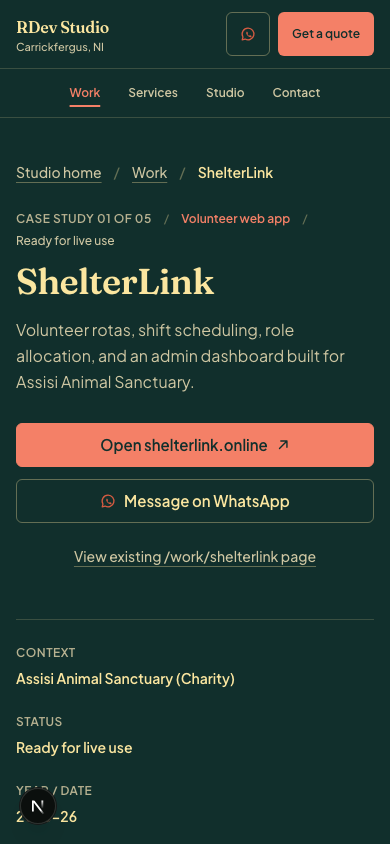 RDev Studio
Carrickfergus, NI
Get a quote
Work Services Studio Contact
Studio home / Work / ShelterLink
CASE STUDY 01 OF 05 / Volunteer web app /
Ready for live use
ShelterLink
Volunteer rotas, shift scheduling, role
allocation, and an admin dashboard built for
Assisi Animal Sanctuary.
Open shelterlink.online ↗
Message on WhatsApp
View existing /work/shelterlink page
CONTEXT
Assisi Animal Sanctuary (Charity)
STATUS
Ready for live use
/ DATE
N